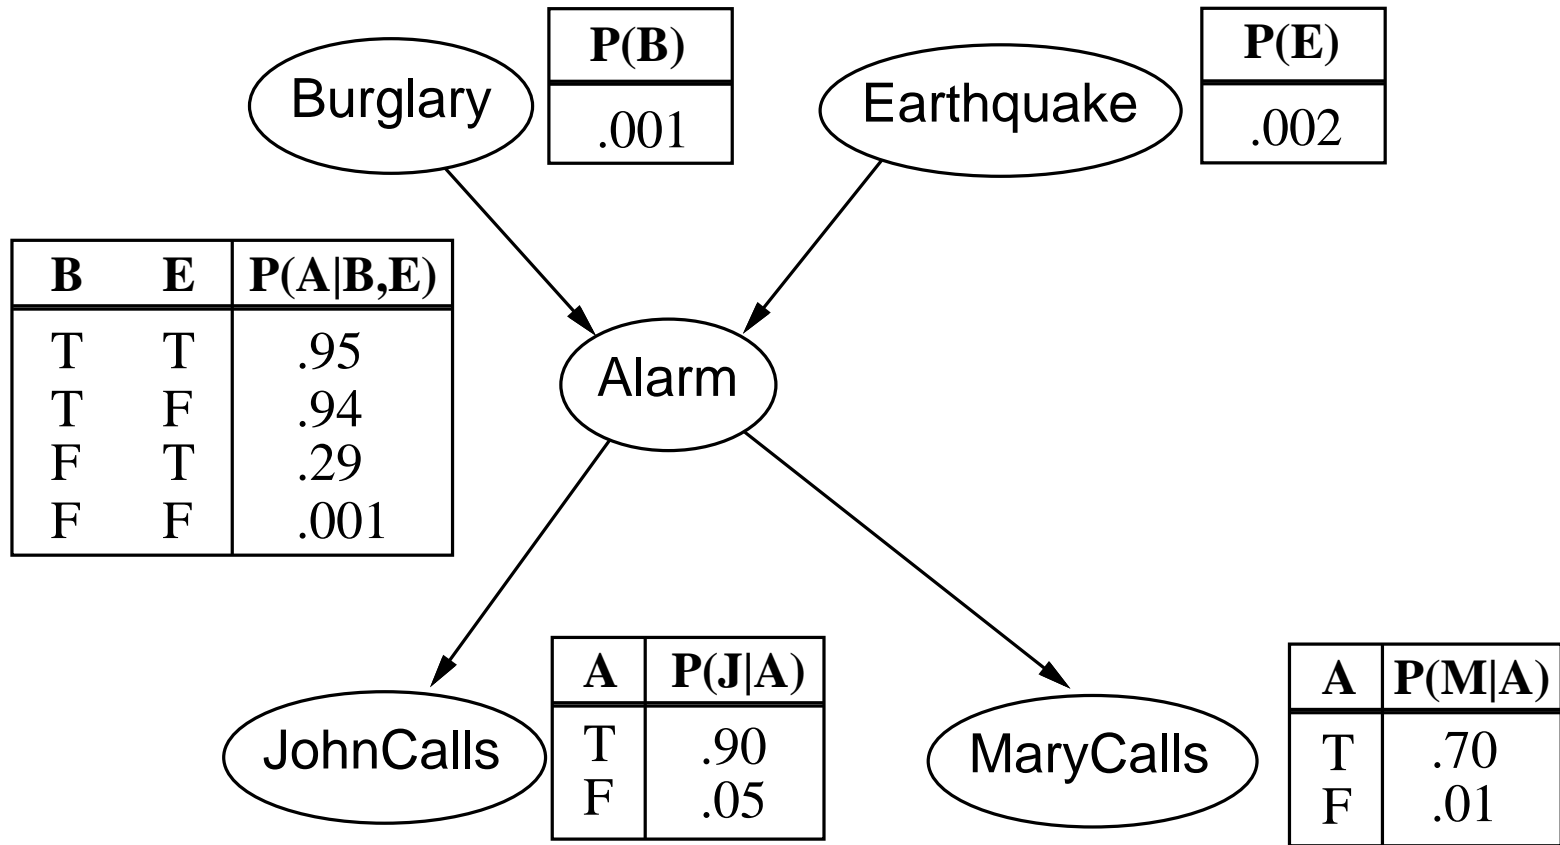 Burglary
P(B)
.001
Earthquake
P(E)
.002
B E P(A|B,E)
T T .95
T F .94
F T .29
F F .001
Alarm
JohnCalls
A P(J|A)
T .90
F .05
MaryCalls
A P(M|A)
T .70
F .01